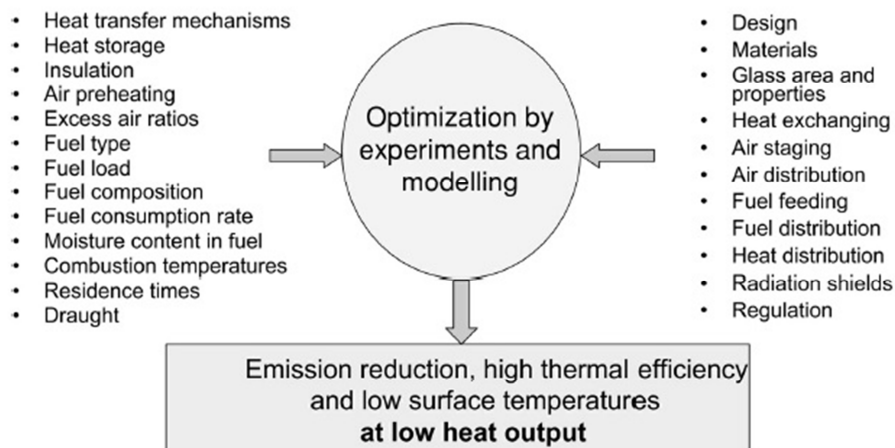 • Heat transfer mechanisms
• Heat storage
• Insulation
• Air preheating
• Excess air ratios
• Fuel type
• Fuel load
• Fuel composition
• Fuel consumption rate
• Moisture content in fuel
• Combustion temperatures
• Residence times
• Draught
Optimization by
experiments and
modelling
• Design
• Materials
• Glass area and
properties
• Heat exchanging
• Air staging
• Air distribution
• Fuel feeding
• Fuel distribution
• Heat distribution
• Radiation shields
• Regulation
Emission reduction, high thermal efficiency
and low surface temperatures
at low heat output